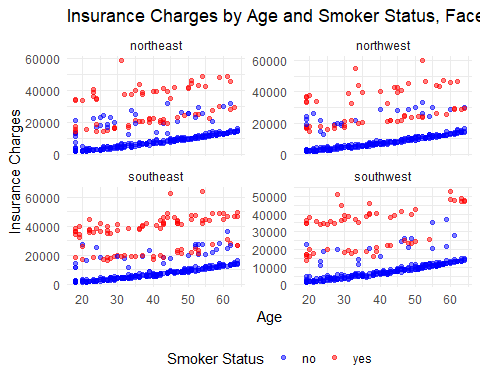 Insurance Charges by Age and Smoker Status, Face
northeast
northwest
60000
40000
20000
0
60000
40000
20000
0
southeast
southwest
60000
40000
20000
0
50000
40000
30000
20000
10000
0
20 30 40 50 60
20 30 40 50 60
Insurance Charges
Age
Smoker Status no yes